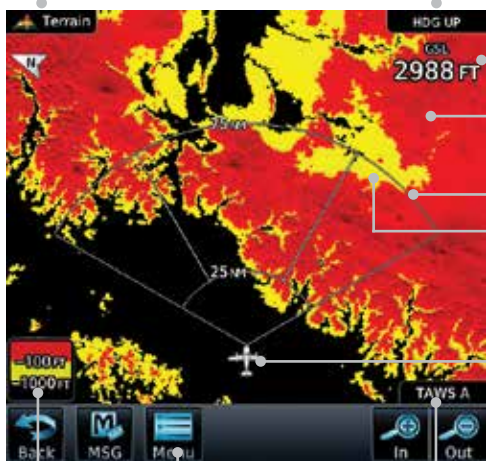 Terrain
HDG UP
N
GSL
2988 FT
75 NM
25 NM
-100 FT
-1000 FT
TAWS A
Back
MSG
Menu
In
Out